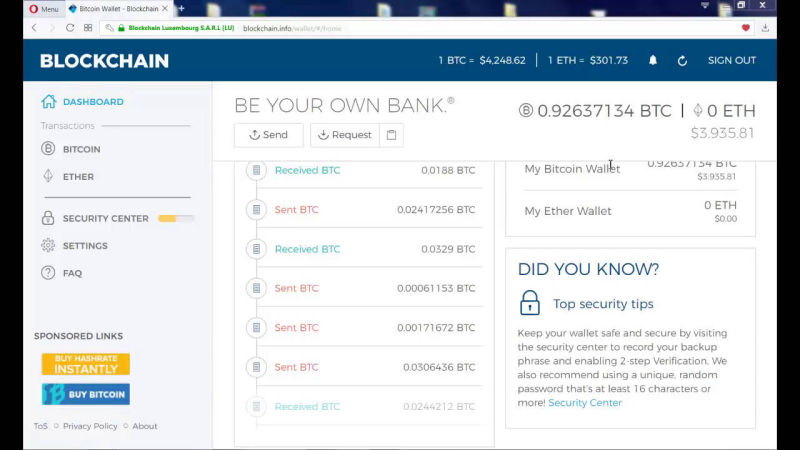 Menu
Bitcoin Wallet - Blockchain
Blockchain Luxembourg S.A.R.L (LU)
blockchain.info/wallet/#/home
BLOCKCHAIN
1 BTC = $4,248.62
1 ETH = $301.73
SIGN OUT
DASHBOARD
Transactions
BITCOIN
ETHER
SECURITY CENTER
SETTINGS
FAQ
SPONSORED LINKS
BUY HASHRATE
INSTANTLY
BUY BITCOIN
ToS
Privacy Policy
About
BE YOUR OWN BANK.®
0.92637134 BTC | 0 ETH
$3.935.81
Send
Request
Received BTC 0.0188 BTC
Sent BTC 0.02417256 BTC
Received BTC 0.0329 BTC
Sent BTC 0.00061153 BTC
Sent BTC 0.00171672 BTC
Sent BTC 0.0306436 BTC
Received BTC 0.0244212 BTC
My Bitcoin Wallet 0.92637134 BTC
$3,935.81
My Ether Wallet 0 ETH
$0.00
DID YOU KNOW?
Top security tips
Keep your wallet safe and secure by visiting
the security center to record your backup
phrase and enabling 2-step Verification. We
also recommend using a unique, random
password that's at least 16 characters or
more! Security Center